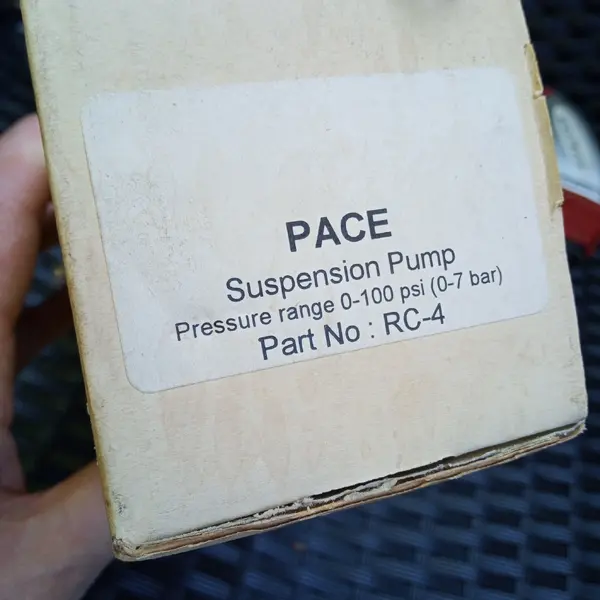 PACE
Suspension Pump
Pressure range 0-100 psi (0-7 bar)
Part No : RC-4